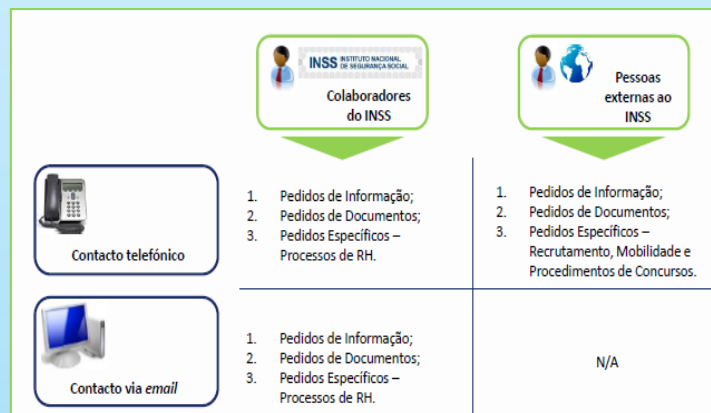 INSS INSTITUTO NACIONAL
DE SEGURANÇA SOCIAL
Colaboradores
do INSS
Pessoas
externas ao
INSS
Contacto telefónico
1. Pedidos de Informação;
2. Pedidos de Documentos;
3. Pedidos Específicos –
Processos de RH.
1. Pedidos de Informação;
2. Pedidos de Documentos;
3. Pedidos Específicos –
Recrutamento, Mobilidade e
Procedimentos de Concursos.
Contacto via email
1. Pedidos de Informação;
2. Pedidos de Documentos;
3. Pedidos Específicos –
Processos de RH.
N/A